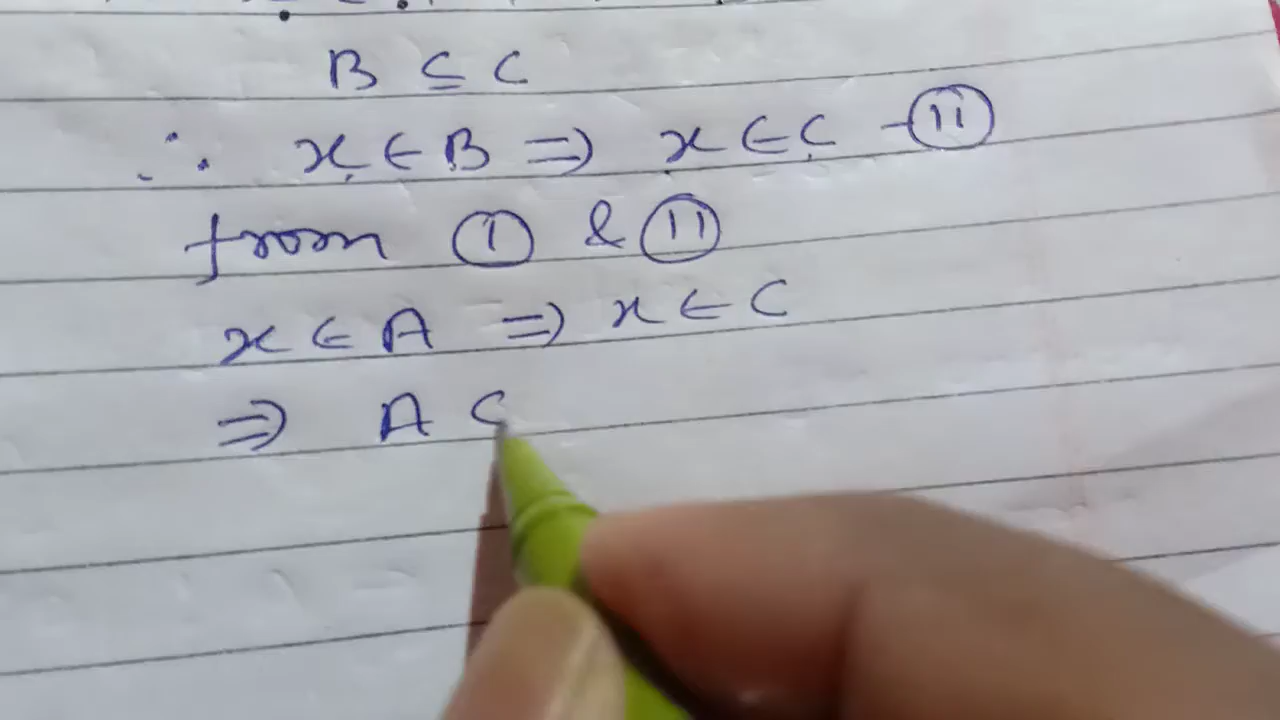 B ⊆ C
∴ x ∈ B ⇒ x ∈ C - II
from I & II
x ∈ A ⇒ x ∈ C
⇒ A ⊂